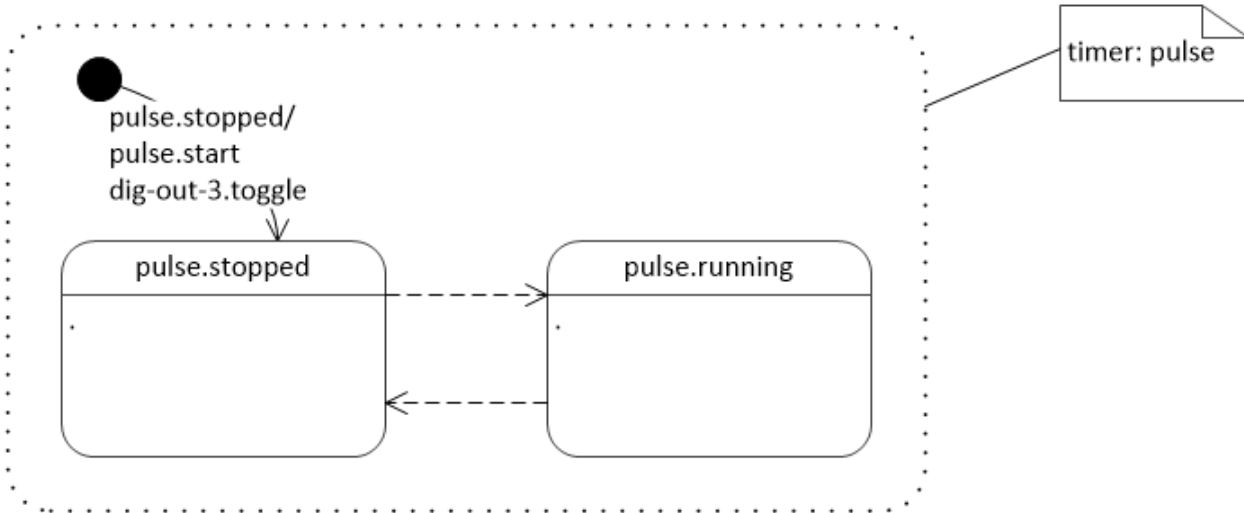 timer: pulse
pulse.stopped/
pulse.start
dig-out-3.toggle
pulse.stopped
pulse.running
.
.